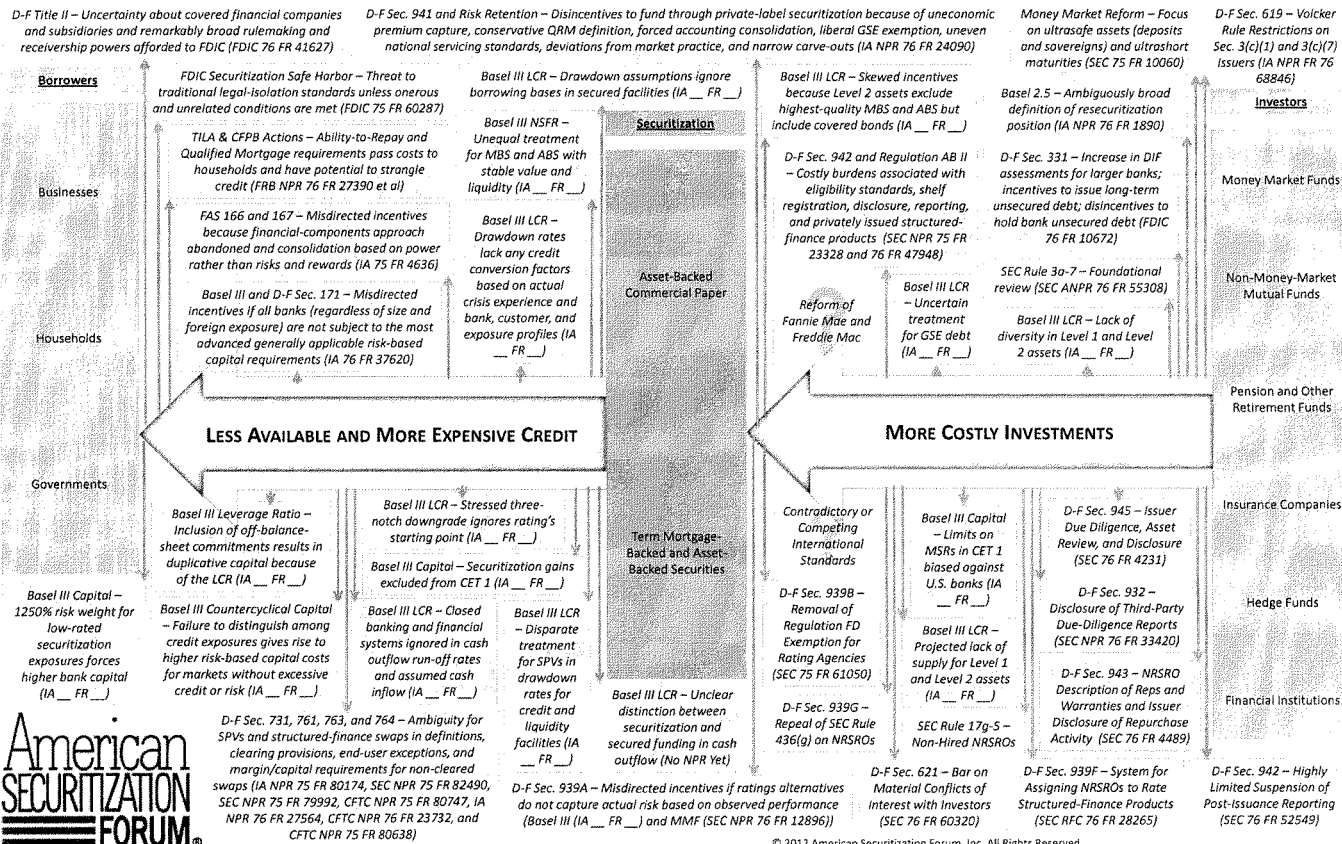 D-F Title II – Uncertainty about covered financial companies
and subsidiaries and remarkably broad rulemaking and
receivership powers afforded to FDIC (FDIC 76 FR 41627)
D-F Sec. 941 and Risk Retention – Disincentives to fund through private-label securitization because of uneconomic
premium capture, conservative QRM definition, forced accounting consolidation, liberal GSE exemption, uneven
national servicing standards, deviations from market practice, and narrow carve-outs (IA NPR 76 FR 24090)
Money Market Reform – Focus
on ultrasafe assets (deposits
and sovereigns) and ultrashort
maturities (SEC 75 FR 10060)
D-F Sec. 619 – Volcker
Rule Restrictions on
Sec. 3(c)(1) and 3(c)(7)
Issuers (IA NPR FR 76
68846)
Borrowers
Businesses
Households
Governments
FDIC Securitization Safe Harbor – Threat to
traditional legal-isolation standards unless onerous
and unrelated conditions are met (FDIC 75 FR 60287)
TILA & CFPB Actions – Ability-to-Repay and
Qualified Mortgage requirements pass costs to
households and have potential to strangle
credit (FRB NPR 76 FR 27390 et al)
FAS 166 and 167 – Misdirected incentives
because financial-components approach
abandoned and consolidation based on power
rather than risks and rewards (IA 75 FR 4636)
Basel III and D-F Sec. 171 – Misdirected
incentives if all banks (regardless of size and
foreign exposure) are not subject to the most
advanced generally applicable risk-based
capital requirements (IA 76 FR 37620)
Basel III LCR – Drawdown assumptions ignore
borrowing bases in secured facilities (IA __ FR __)
Basel III NSFR –
Unequal treatment
for MBS and ABS with
stable value and
liquidity (IA __ FR __)
Basel III LCR –
Drawdown rates
lack any credit
conversion factors
based on actual
crisis experience and
bank, customer, and
exposure profiles (IA
__ FR __)
Securitization
Asset-Backed
Commercial Paper
Term Mortgage-
Backed and Asset-
Backed Securities
Basel III LCR – Skewed incentives
because Level 2 assets exclude
highest-quality MBS and ABS but
include covered bonds (IA __ FR __)
D-F Sec. 942 and Regulation AB II
– Costly burdens associated with
eligibility standards, shelf
registration, disclosure, reporting,
and privately issued structured-
finance products (SEC NPR 75 FR
23328 and 76 FR 47948)
Reform of
Fannie Mae and
Freddie Mac
Basel III LCR
– Uncertain
treatment
for GSE debt
(IA __ FR __)
Basel 2.5 – Ambiguously broad
definition of resecuritization
position (IA NPR 76 FR 1890)
D-F Sec. 331 – Increase in DIF
assessments for larger banks;
incentives to issue long-term
unsecured debt; disincentives to
hold bank unsecured debt (FDIC
76 FR 10672)
SEC Rule 3a-7 – Foundational
review (SEC ANPR 76 FR 55308)
Basel III LCR – Lack of
diversity in Level 1 and Level
2 assets (IA __ FR __)
Investors
Money Market Funds
Non-Money-Market
Mutual Funds
Pension and Other
Retirement Funds
Insurance Companies
Hedge Funds
Financial Institutions
LESS AVAILABLE AND MORE EXPENSIVE CREDIT
MORE COSTLY INVESTMENTS
Basel III Capital –
1250% risk weight for
low-rated
securitization
exposures forces
higher bank capital
(IA __ FR __)
Basel III Leverage Ratio –
Inclusion of off-balance-
sheet commitments results in
duplicative capital because
of the LCR (IA __ FR __)
Basel III Countercyclical Capital
– Failure to distinguish among
credit exposures gives rise to
higher risk-based capital costs
for markets without excessive
credit or risk (IA __ FR __)
Basel III LCR – Stressed three-
notch downgrade ignores rating's
starting point (IA __ FR __)
Basel III Capital – Securitization gains
excluded from CET 1 (IA __ FR __)
Basel III LCR – Closed
banking and financial
systems ignored in cash
outflow run-off rates
and assumed cash
inflow (IA __ FR __)
Basel III LCR
– Disparate
treatment
for SPVs in
drawdown
rates for
credit and
liquidity
facilities (IA
__ FR __)
Basel III LCR – Unclear
distinction between
securitization and
secured funding in cash
outflow (No NPR Yet)
D-F Sec. 731, 761, 763, and 764 – Ambiguity for
SPVs and structured-finance swaps in definitions,
clearing provisions, end-user exceptions, and
margin/capital requirements for non-cleared
swaps (IA NPR 75 FR 80174, SEC NPR 75 FR 82490,
SEC NPR 75 FR 79992, CFTC NPR 75 FR 80747, IA
NPR 76 FR 27564, CFTC NPR 76 FR 23732, and
CFTC NPR 75 FR 80638)
D-F Sec. 939A – Misdirected incentives if ratings alternatives
do not capture actual risk based on observed performance
(Basel III (IA __ FR __) and MMF (SEC NPR 76 FR 12896))
Contradictory or
Competing
International
Standards
D-F Sec. 939B –
Removal of
Regulation FD
Exemption for
Rating Agencies
(SEC 75 FR 61050)
D-F Sec. 939G –
Repeal of SEC Rule
436(g) on NRSROs
Basel III Capital
– Limits on
MSRs in CET 1
biased against
U.S. banks (IA
__ FR __)
Basel III LCR –
Projected lack of
supply for Level 1
and Level 2 assets
(IA __ FR __)
SEC Rule 17g-5 –
Non-Hired NRSROs
D-F Sec. 945 – Issuer
Due Diligence, Asset
Review, and Disclosure
(SEC 76 FR 4231)
D-F Sec. 932 –
Disclosure of Third-Party
Due-Diligence Reports
(SEC NPR 76 FR 33420)
D-F Sec. 943 – NRSRO
Description of Reps and
Warranties and Issuer
Disclosure of Repurchase
Activity (SEC 76 FR 4489)
D-F Sec. 621 – Bar on
Material Conflicts of
Interest with Investors
(SEC 76 FR 60320)
D-F Sec. 939F – System for
Assigning NRSROs to Rate
Structured-Finance Products
(SEC RFC 76 FR 28265)
D-F Sec. 942 – Highly
Limited Suspension of
Post-Issuance Reporting
(SEC 76 FR 52549)
American
SECURITIZATION
FORUM®
© 2012 American Securitization Forum, Inc. All Rights Reserved